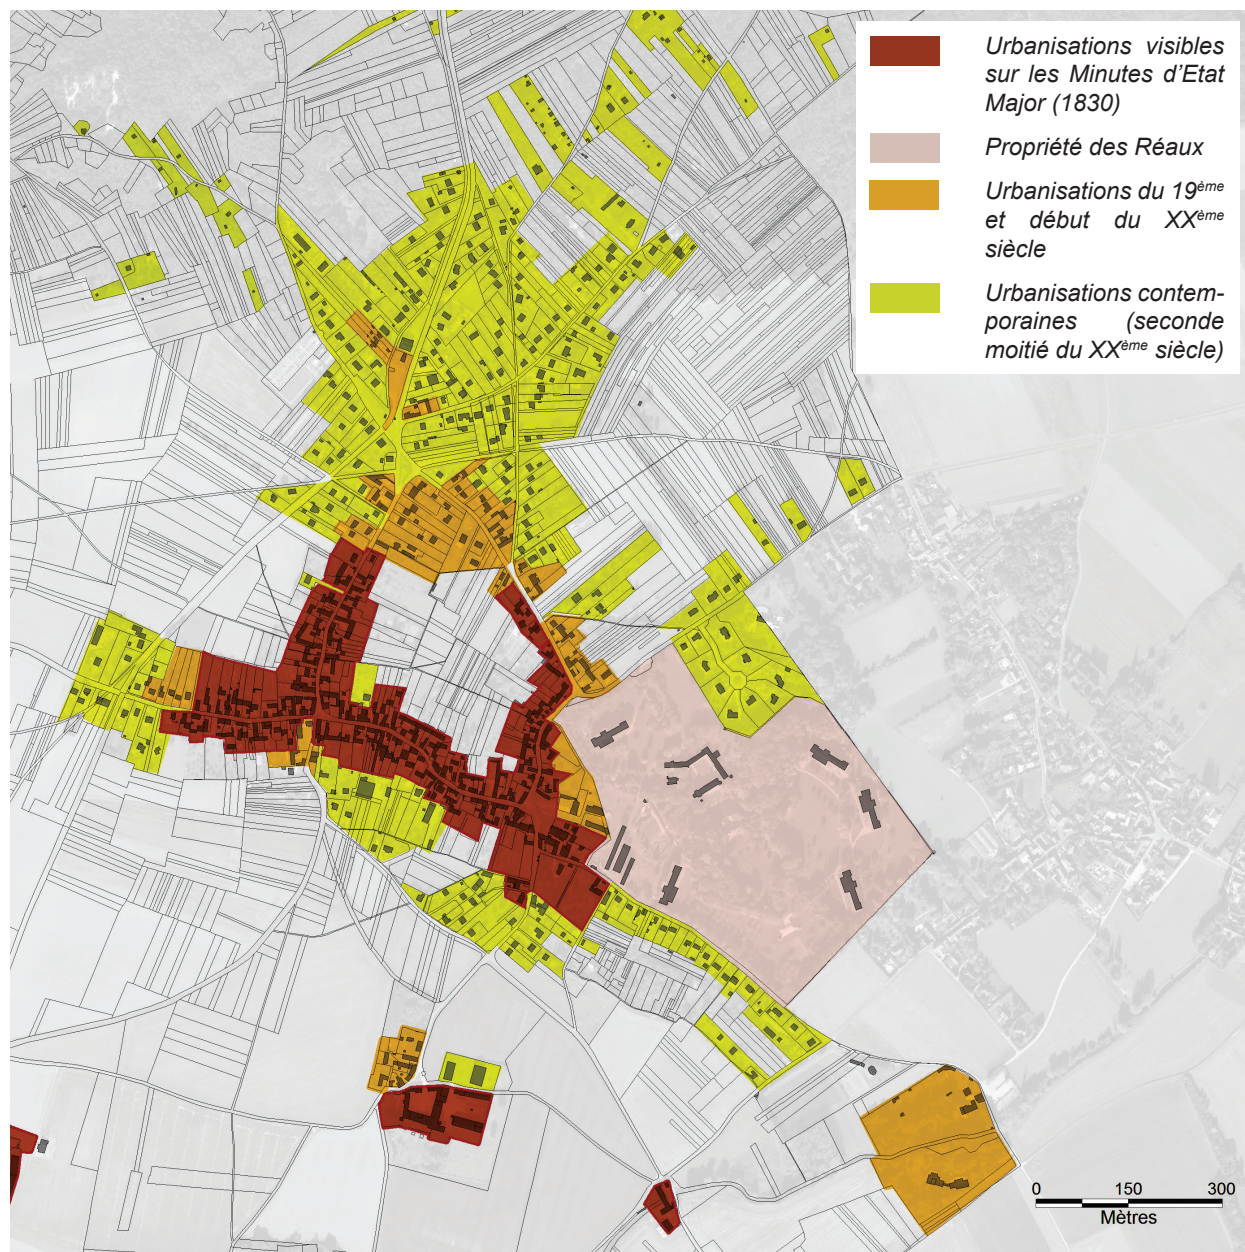 Urbanisations visibles
sur les Minutes d’Etat
Major (1830)
Propriété des Réaux
Urbanisations du 19ème
et début du XXème
siècle
Urbanisations contem-
poraines (seconde
moitié du XXème siècle)
0 150 300
Mètres